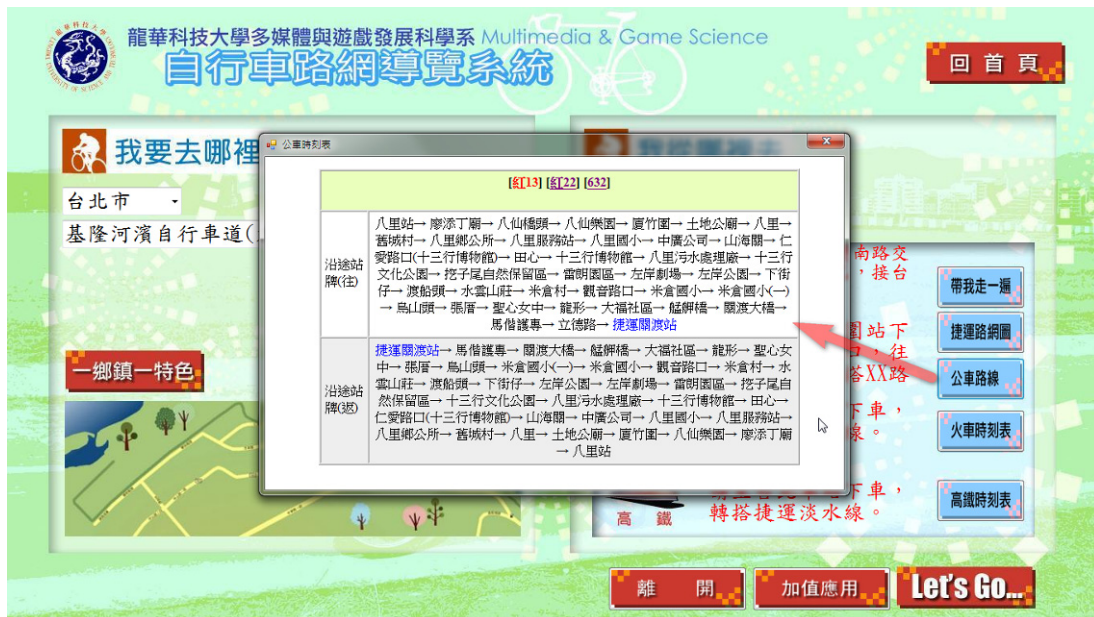 龍華科技大學多媒體與遊戲發展科學系 Multimedia & Game Science
自行車路網導覽系統
回首頁
我要去哪裡
台北市
基隆河濱自行車道(
一鄉鎮一特色
公車時刻表
[紅13] [紅22] [632]
沿途站牌(往)
八里站→ 廖添丁廟→ 八仙橋頭→ 八仙樂園→ 廈竹圍→ 土地公廟→ 八里→
舊城村→ 八里鄉公所→ 八里服務站→ 八里國小→ 中廣公司→ 山海關→ 仁
愛路口(十三行博物館)→ 田心→ 十三行博物館→ 八里污水處理廠→ 十三行
文化公園→ 挖子尾自然保留區→ 雷朗園區→ 左岸劇場→ 左岸公園→ 下街
仔→ 渡船頭→ 水雲山莊→ 米倉村→ 觀音路口→ 米倉國小→ 米倉國小(一)
→ 烏山頭→ 張厝→ 聖心女中→ 龍形→ 大福社區→ 艋舺橋→ 關渡大橋→
馬偕護專→ 立德路→ 捷運關渡站
沿途站牌(返)
捷運關渡站→ 馬偕護專→ 關渡大橋→ 艋舺橋→ 大福社區→ 龍形→ 聖心女
中→ 張厝→ 烏山頭→ 米倉國小(一)→ 米倉國小→ 觀音路口→ 米倉村→ 水
雲山莊→ 渡船頭→ 下街仔→ 左岸公園→ 左岸劇場→ 雷朗園區→ 挖子尾自
然保留區→ 十三行文化公園→ 八里污水處理廠→ 十三行博物館→ 田心→
仁愛路口(十三行博物館)→ 山海關→ 中廣公司→ 八里國小→ 八里服務站→
八里鄉公所→ 舊城村→ 八里→ 土地公廟→ 廈竹圍→ 八仙樂園→ 廖添丁廟
→ 八里站
南路交
，接台
園站下
口，往
答XX路
下車，
線。
下車，
轉搭捷運淡水線。
高 鐵
帶我走一遍
捷運路網圖
公車路線
火車時刻表
高鐵時刻表
離 開
加值應用
Let's Go...